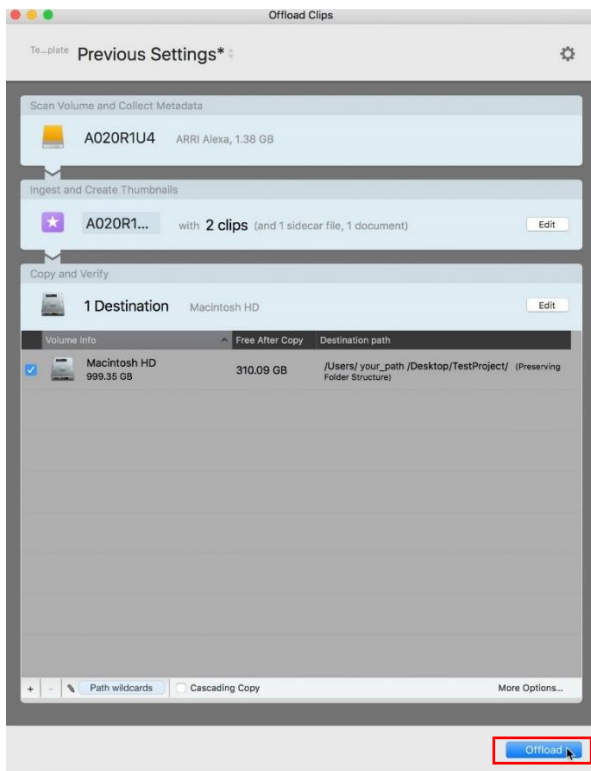 Offload Clips
Te...plate Previous Settings*
Scan Volume and Collect Metadata
A020R1U4 ARRI Alexa, 1.38 GB
Ingest and Create Thumbnails
A020R1... with 2 clips (and 1 sidecar file, 1 document) Edit
Copy and Verify
1 Destination Macintosh HD Edit
Volume Info Free After Copy Destination path
Macintosh HD 310.09 GB /Users/ your_path /Desktop/TestProject/ (Preserving
999.35 GB Folder Structure)
+ - Path wildcards Cascading Copy More Options...
Offload